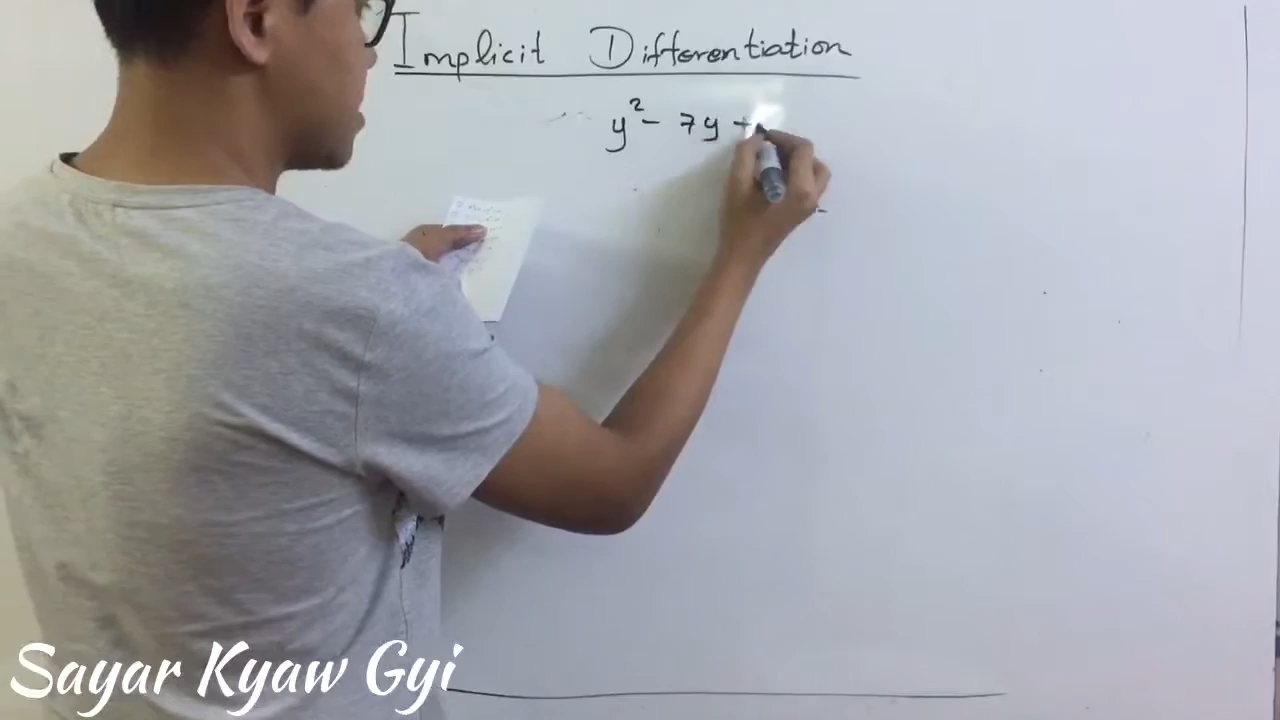 Implicit Differentiation
y² - 7y +
Sayar Kyaw Gyi